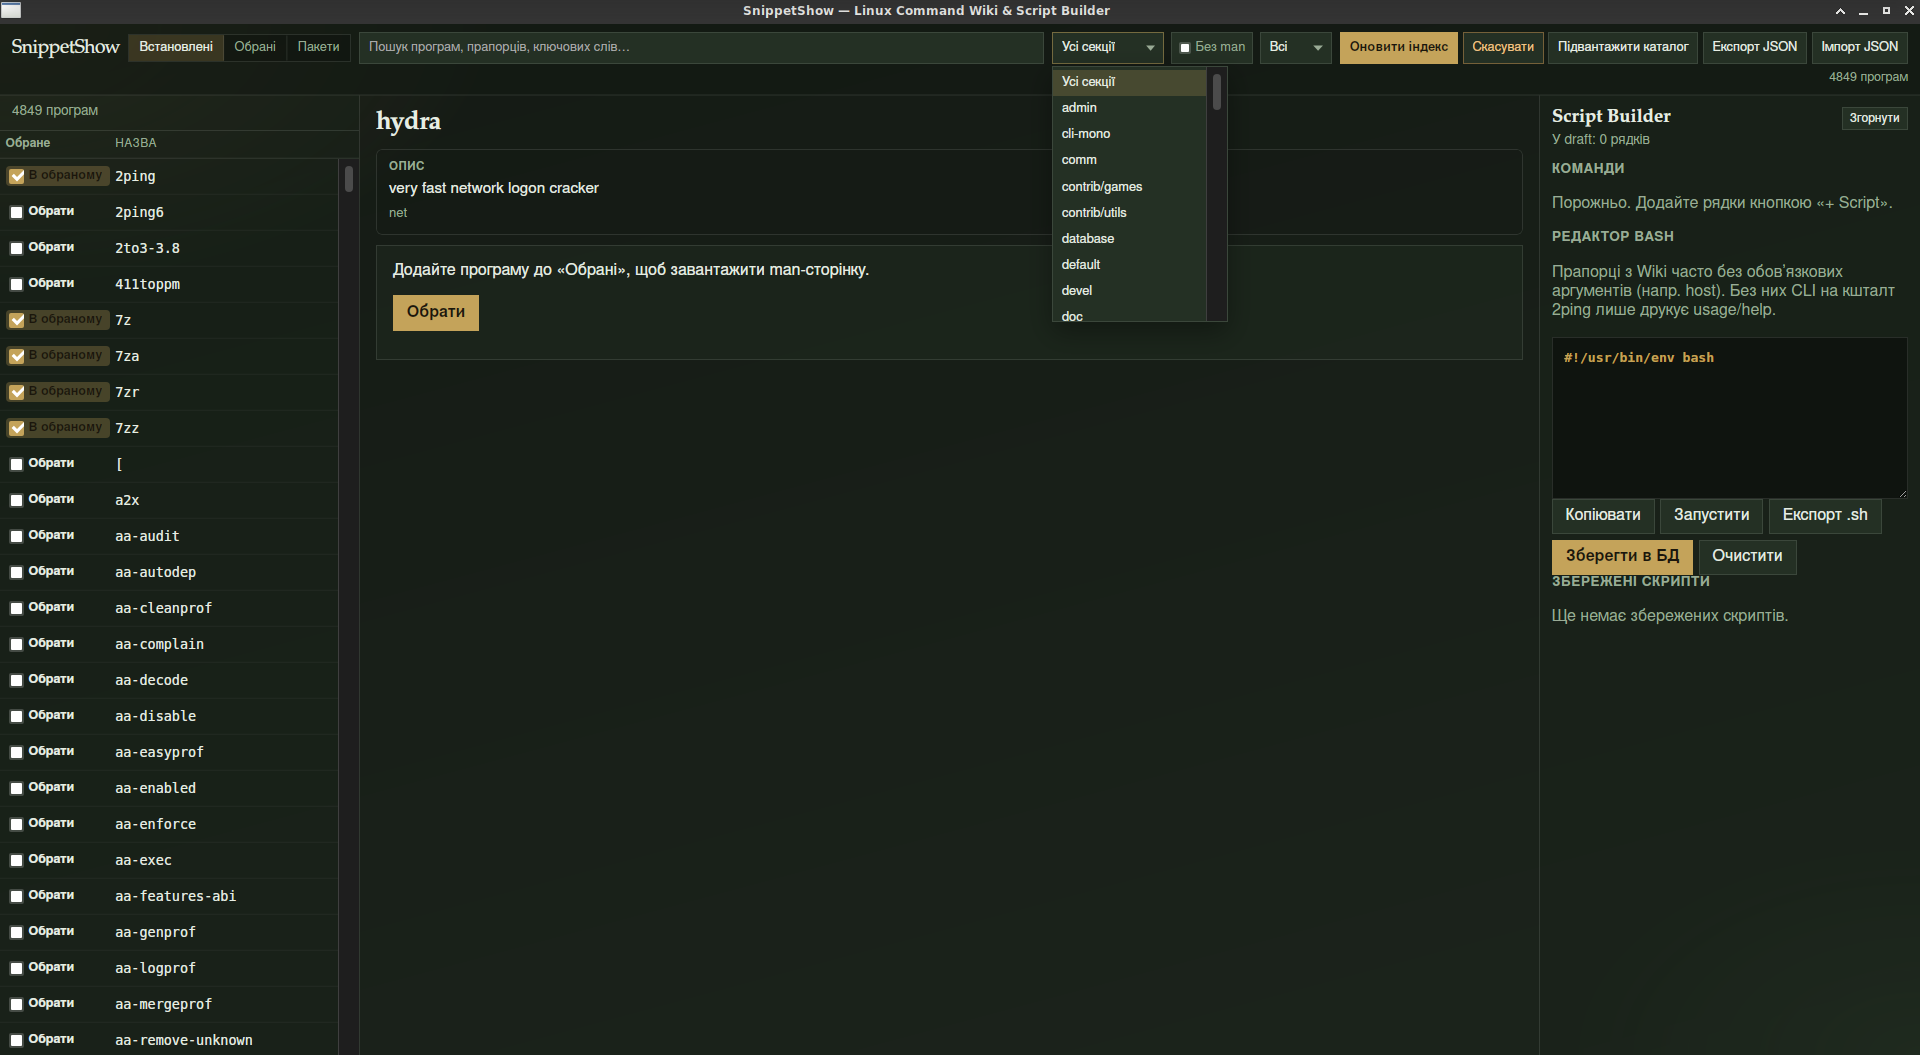 SnippetShow — Linux Command Wiki & Script Builder
SnippetShow
Встановлені
Обрані
Пакети
Пошук програм, прапорців, ключових слів…
Усі секції
Без man
Всі
Оновити індекс
Скасувати
Підвантажити каталог
Експорт JSON
Імпорт JSON
4849 програм
4849 програм
Обране НАЗВА
В обраному 2ping
Обрати 2ping6
Обрати 2to3-3.8
Обрати 411toppm
В обраному 7z
В обраному 7za
В обраному 7zr
В обраному 7zz
Обрати [
Обрати a2x
Обрати aa-audit
Обрати aa-autodep
Обрати aa-cleanprof
Обрати aa-complain
Обрати aa-decode
Обрати aa-disable
Обрати aa-easyprof
Обрати aa-enabled
Обрати aa-enforce
Обрати aa-exec
Обрати aa-features-abi
Обрати aa-genprof
Обрати aa-logprof
Обрати aa-mergeprof
Обрати aa-remove-unknown
hydra
ОПИС
very fast network logon cracker
net
Додайте програму до «Обрані», щоб завантажити man-сторінку.
Обрати
Усі секції
admin
cli-mono
comm
contrib/games
contrib/utils
database
default
devel
doc
Script Builder
Згорнути
У draft: 0 рядків
КОМАНДИ
Порожньо. Додайте рядки кнопкою «+ Script».
РЕДАКТОР BASH
Прапорці з Wiki часто без обов’язкових
аргументів (напр. host). Без них CLI на кшталт
2ping лише друкує usage/help.
#!/usr/bin/env bash
Копіювати
Запустити
Експорт .sh
Зберегти в БД
Очистити
ЗБЕРЕЖЕНІ СКРИПТИ
Ще немає збережених скриптів.